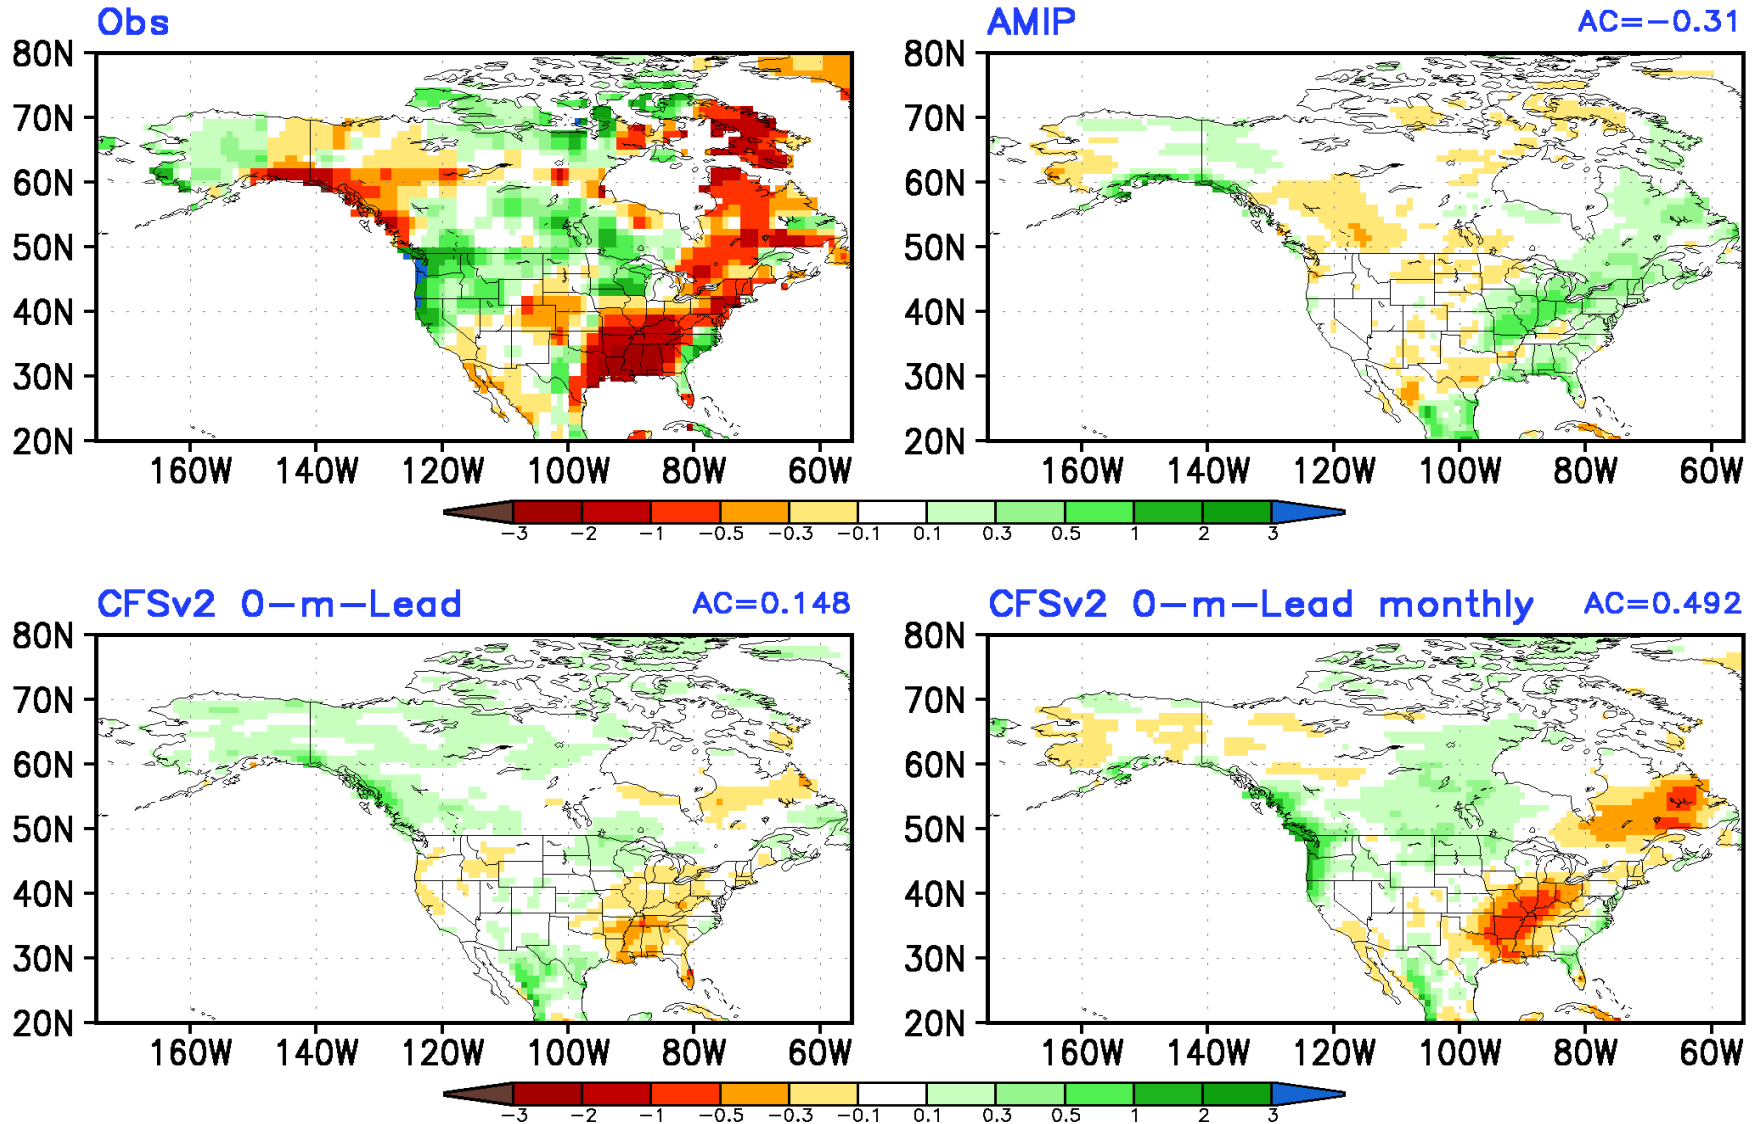 Obs
AMIP AC=−0.31
80N 80N
70N 70N
60N 60N
50N 50N
40N 40N
30N 30N
20N 20N
160W 140W 120W 100W 80W 60W 160W 140W 120W 100W 80W 60W
−3 −2 −1 −0.5 −0.3 −0.1 0.1 0.3 0.5 1 2 3
CFSv2 0−m−Lead AC=0.148
CFSv2 0−m−Lead monthly AC=0.492
80N 80N
70N 70N
60N 60N
50N 50N
40N 40N
30N 30N
20N 20N
160W 140W 120W 100W 80W 60W 160W 140W 120W 100W 80W 60W
−3 −2 −1 −0.5 −0.3 −0.1 0.1 0.3 0.5 1 2 3